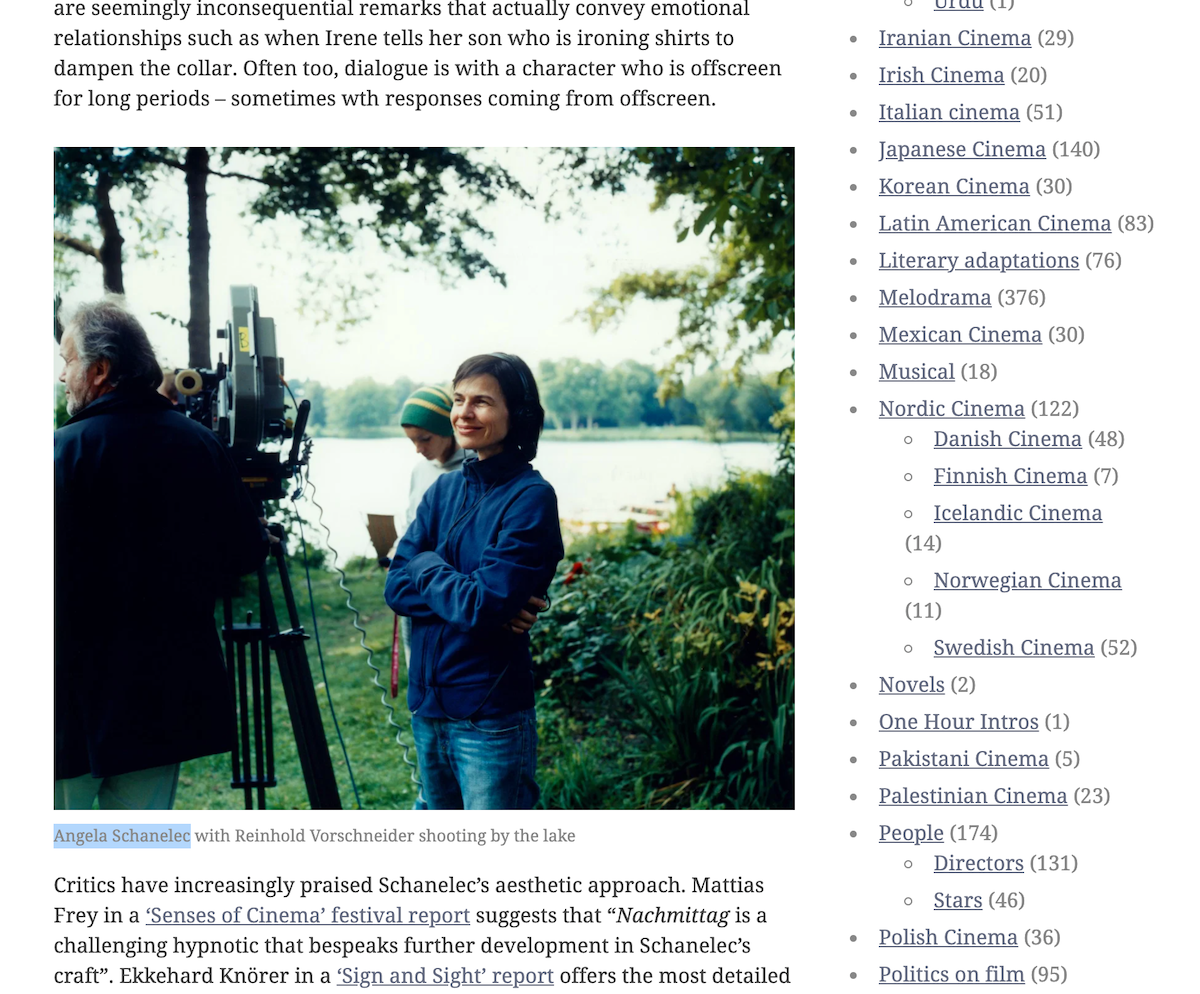 are seemingly inconsequential remarks that actually convey emotional
relationships such as when Irene tells her son who is ironing shirts to
dampen the collar. Often too, dialogue is with a character who is offscreen
for long periods – sometimes wth responses coming from offscreen.
Angela Schanelec with Reinhold Vorschneider shooting by the lake
Critics have increasingly praised Schanelec’s aesthetic approach. Mattias
Frey in a ‘Senses of Cinema’ festival report suggests that “Nachmittag is a
challenging hypnotic that bespeaks further development in Schanelec’s
craft”. Ekkehard Knörer in a ‘Sign and Sight’ report offers the most detailed
Urdu (1)
Iranian Cinema (29)
Irish Cinema (20)
Italian cinema (51)
Japanese Cinema (140)
Korean Cinema (30)
Latin American Cinema (83)
Literary adaptations (76)
Melodrama (376)
Mexican Cinema (30)
Musical (18)
Nordic Cinema (122)
Danish Cinema (48)
Finnish Cinema (7)
Icelandic Cinema
(14)
Norwegian Cinema
(11)
Swedish Cinema (52)
Novels (2)
One Hour Intros (1)
Pakistani Cinema (5)
Palestinian Cinema (23)
People (174)
Directors (131)
Stars (46)
Polish Cinema (36)
Politics on film (95)